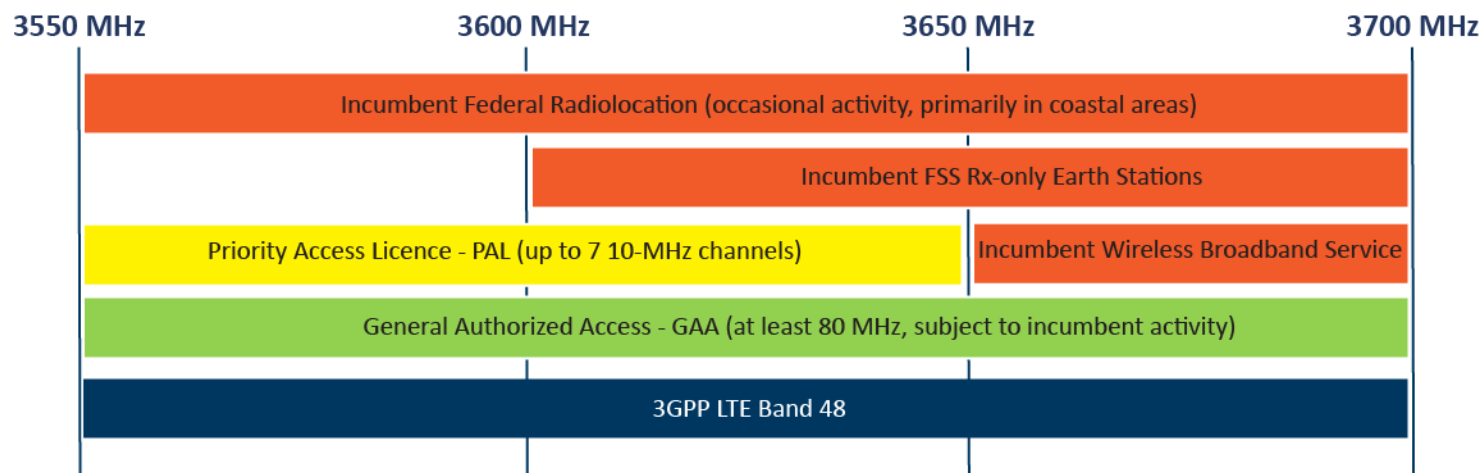 3550 MHz 3600 MHz 3650 MHz 3700 MHz
Incumbent Federal Radiolocation (occasional activity, primarily in coastal areas)
Incumbent FSS Rx-only Earth Stations
Priority Access Licence - PAL (up to 7 10-MHz channels) Incumbent Wireless Broadband Service
General Authorized Access - GAA (at least 80 MHz, subject to incumbent activity)
3GPP LTE Band 48